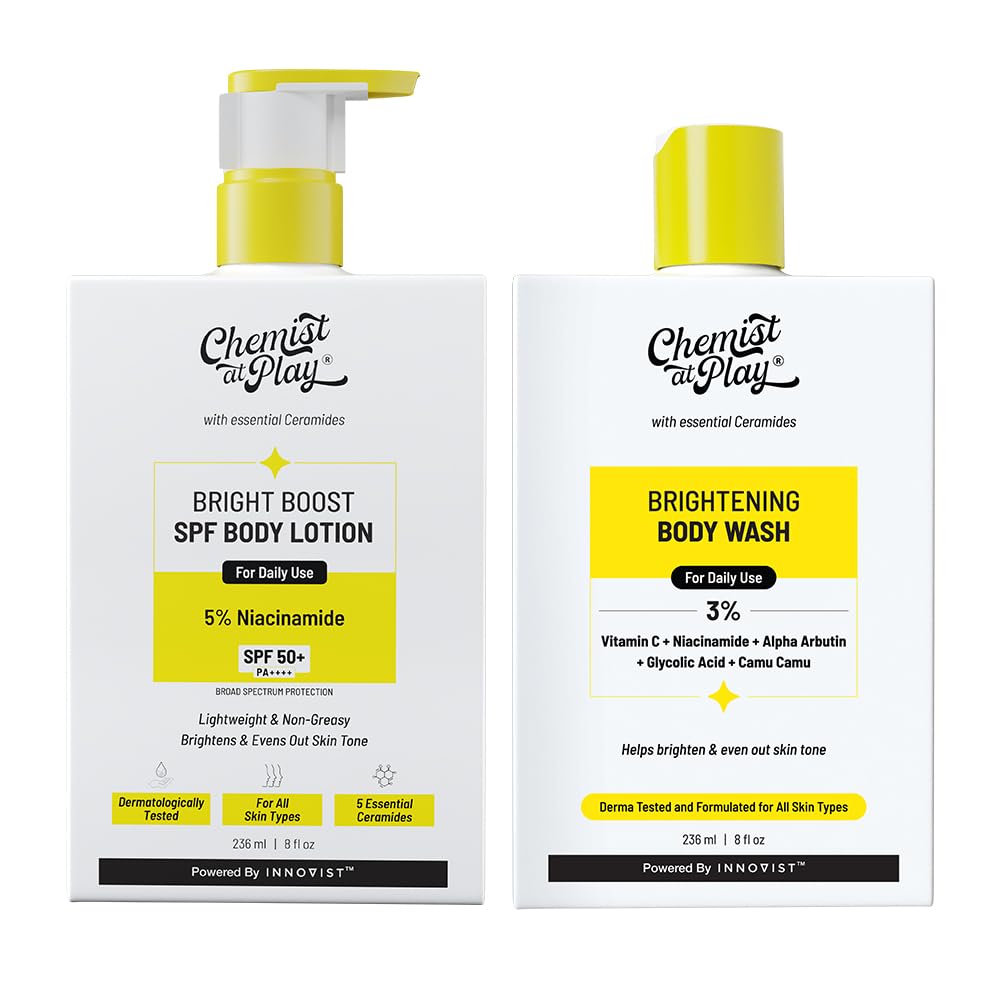 Chemist
at Play®
with essential Ceramides
BRIGHT BOOST
SPF BODY LOTION
For Daily Use
5% Niacinamide
SPF 50+
PA++++
BROAD SPECTRUM PROTECTION
Lightweight & Non-Greasy
Brightens & Evens Out Skin Tone
Dermatologically
Tested
For All
Skin Types
5 Essential
Ceramides
236 ml | 8 fl oz
Powered By INNOVIST™
Chemist
at Play®
with essential Ceramides
BRIGHTENING
BODY WASH
For Daily Use
3%
Vitamin C + Niacinamide + Alpha Arbutin
+ Glycolic Acid + Camu Camu
Helps brighten & even out skin tone
Derma Tested and Formulated for All Skin Types
236 ml | 8 fl oz
Powered By INNOVIST™